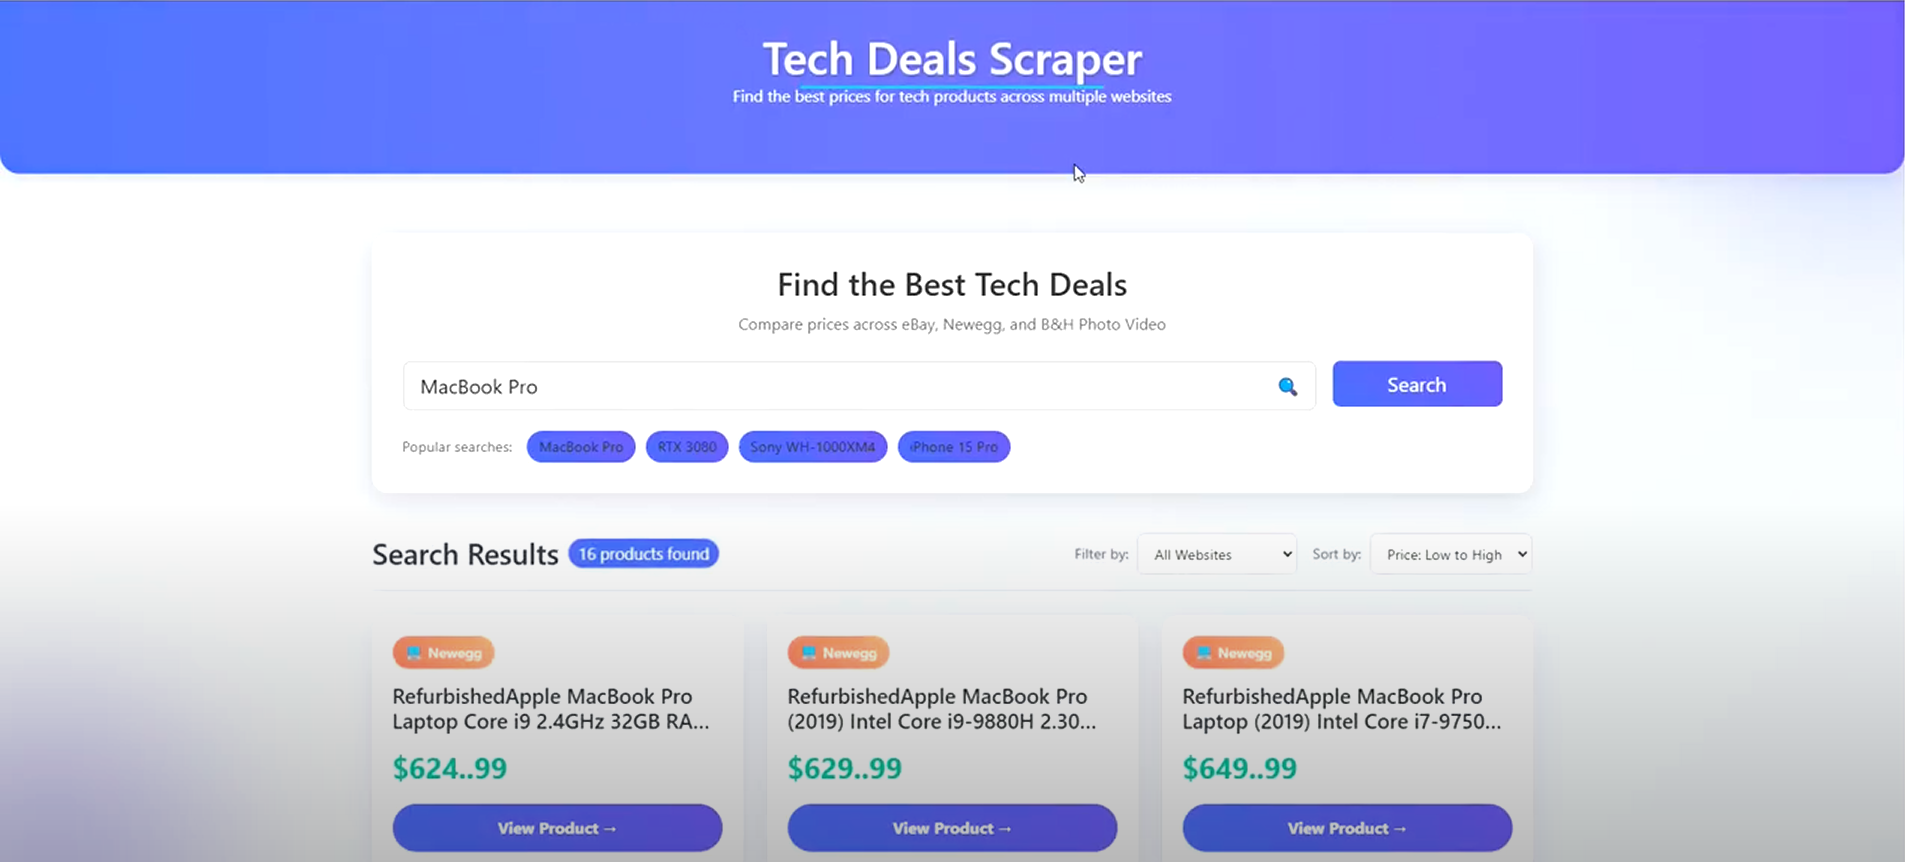 Tech Deals Scraper
Find the best prices for tech products across multiple websites
Find the Best Tech Deals
Compare prices across eBay, Newegg, and B&H Photo Video
MacBook Pro
Search
Popular searches: MacBook Pro RTX 3080 Sony WH-1000XM4 iPhone 15 Pro
Search Results 16 products found Filter by: All Websites Sort by: Price: Low to High
Newegg
RefurbishedApple MacBook Pro
Laptop Core i9 2.4GHz 32GB RA...
$624..99
View Product →
Newegg
RefurbishedApple MacBook Pro
(2019) Intel Core i9-9880H 2.30...
$629..99
View Product →
Newegg
RefurbishedApple MacBook Pro
Laptop (2019) Intel Core i7-9750...
$649..99
View Product →